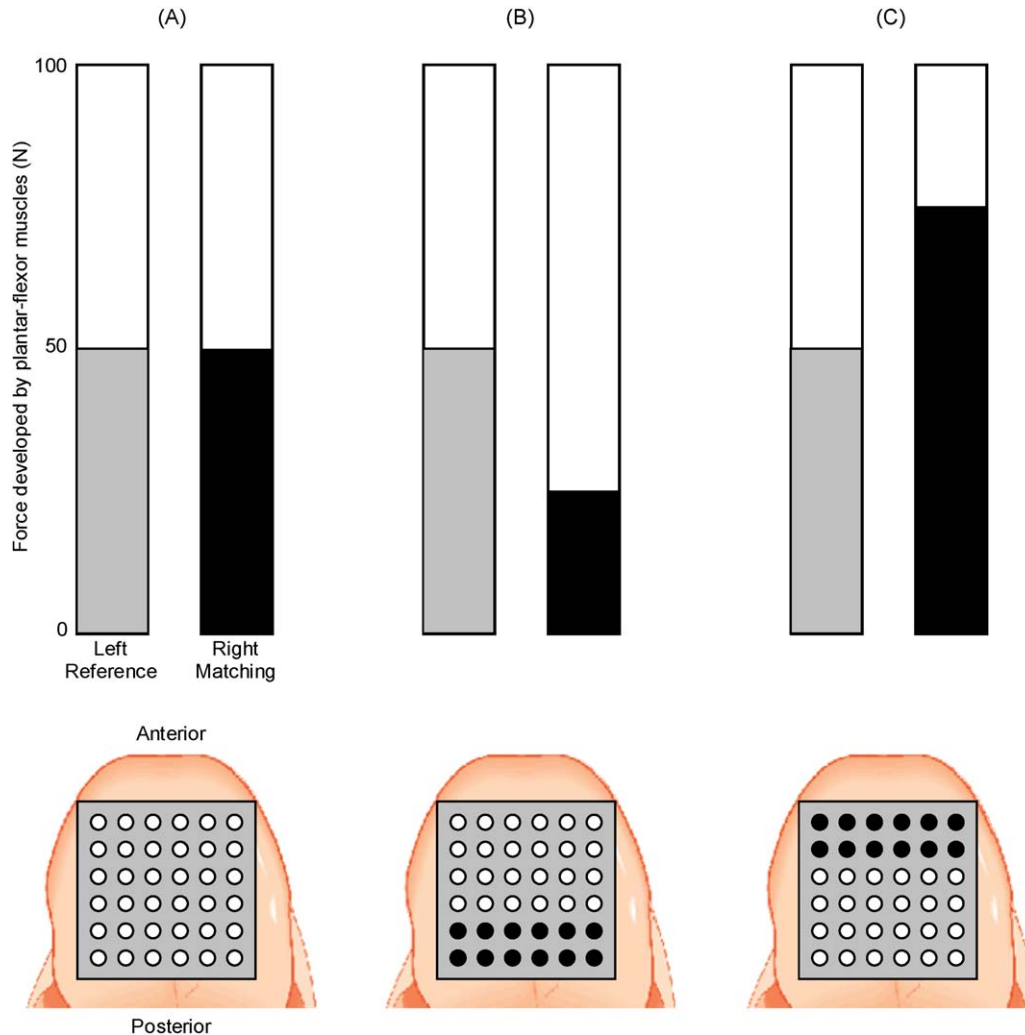 (A)
(B)
(C)
Force developed by plantar-flexor muscles (N)
100
50
0
Left
Reference
Right
Matching
Anterior
Posterior